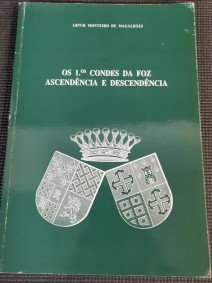 ARTUR MONTEIRO DE MAGALHÃES
OS 1.os CONDES DA FOZ
ASCENDÊNCIA E DESCENDÊNCIA